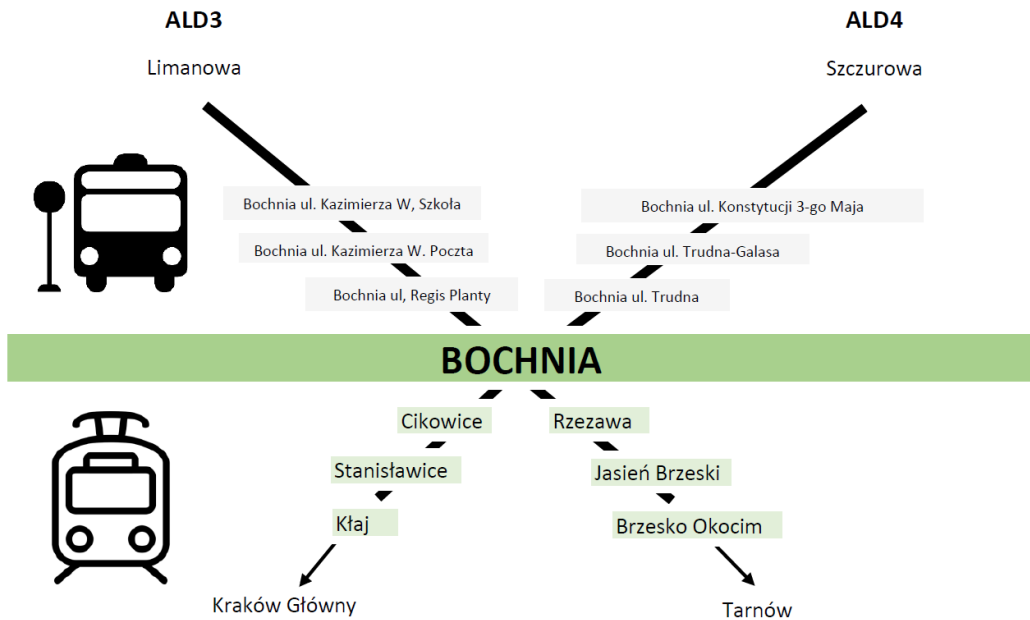 ALD3
ALD4
Limanowa
Szczurowa
Bochnia ul. Kazimierza W, Szkoła
Bochnia ul. Konstytucji 3-go Maja
Bochnia ul. Kazimierza W. Poczta
Bochnia ul. Trudna-Galasa
Bochnia ul, Regis Planty
Bochnia ul. Trudna
BOCHNIA
Cikowice
Rzezawa
Stanisławice
Jasień Brzeski
Kłaj
Brzesko Okocim
Kraków Główny
Tarnów